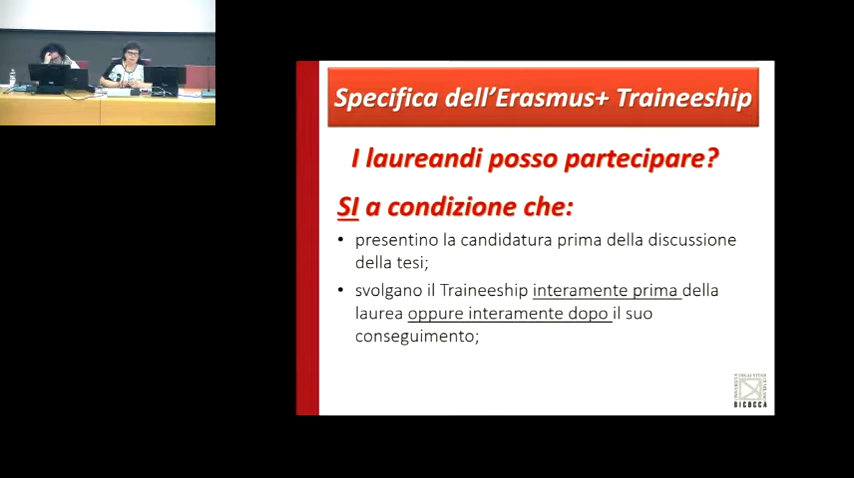 Specifica dell'Erasmus+ Traineeship
I laureandi posso partecipare?
SI a condizione che:
• presentino la candidatura prima della discussione
della tesi;
• svolgano il Traineeship interamente prima della
laurea oppure interamente dopo il suo
conseguimento;
BICOCCA